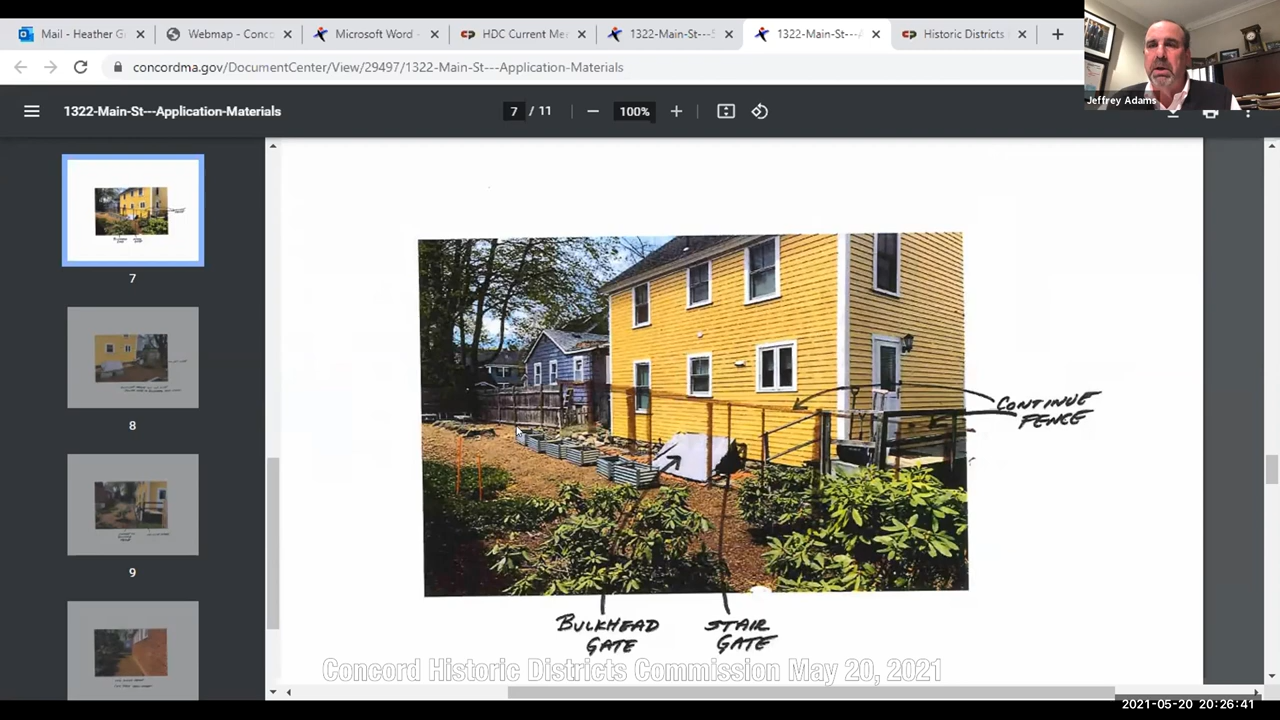 Mail - Heather G
Webmap - Conco
Microsoft Word -
HDC Current Me
1322-Main-St---S
1322-Main-St---A
Historic Districts
concordma.gov/DocumentCenter/View/29497/1322-Main-St---Application-Materials
Jeffrey Adams
1322-Main-St---Application-Materials
7 / 11
100%
7
8
9
CONTINUE
FENCE
BULKHEAD
GATE
STAIR
GATE
Concord Historic Districts Commission May 20, 2021
2021-05-20 20:26:41